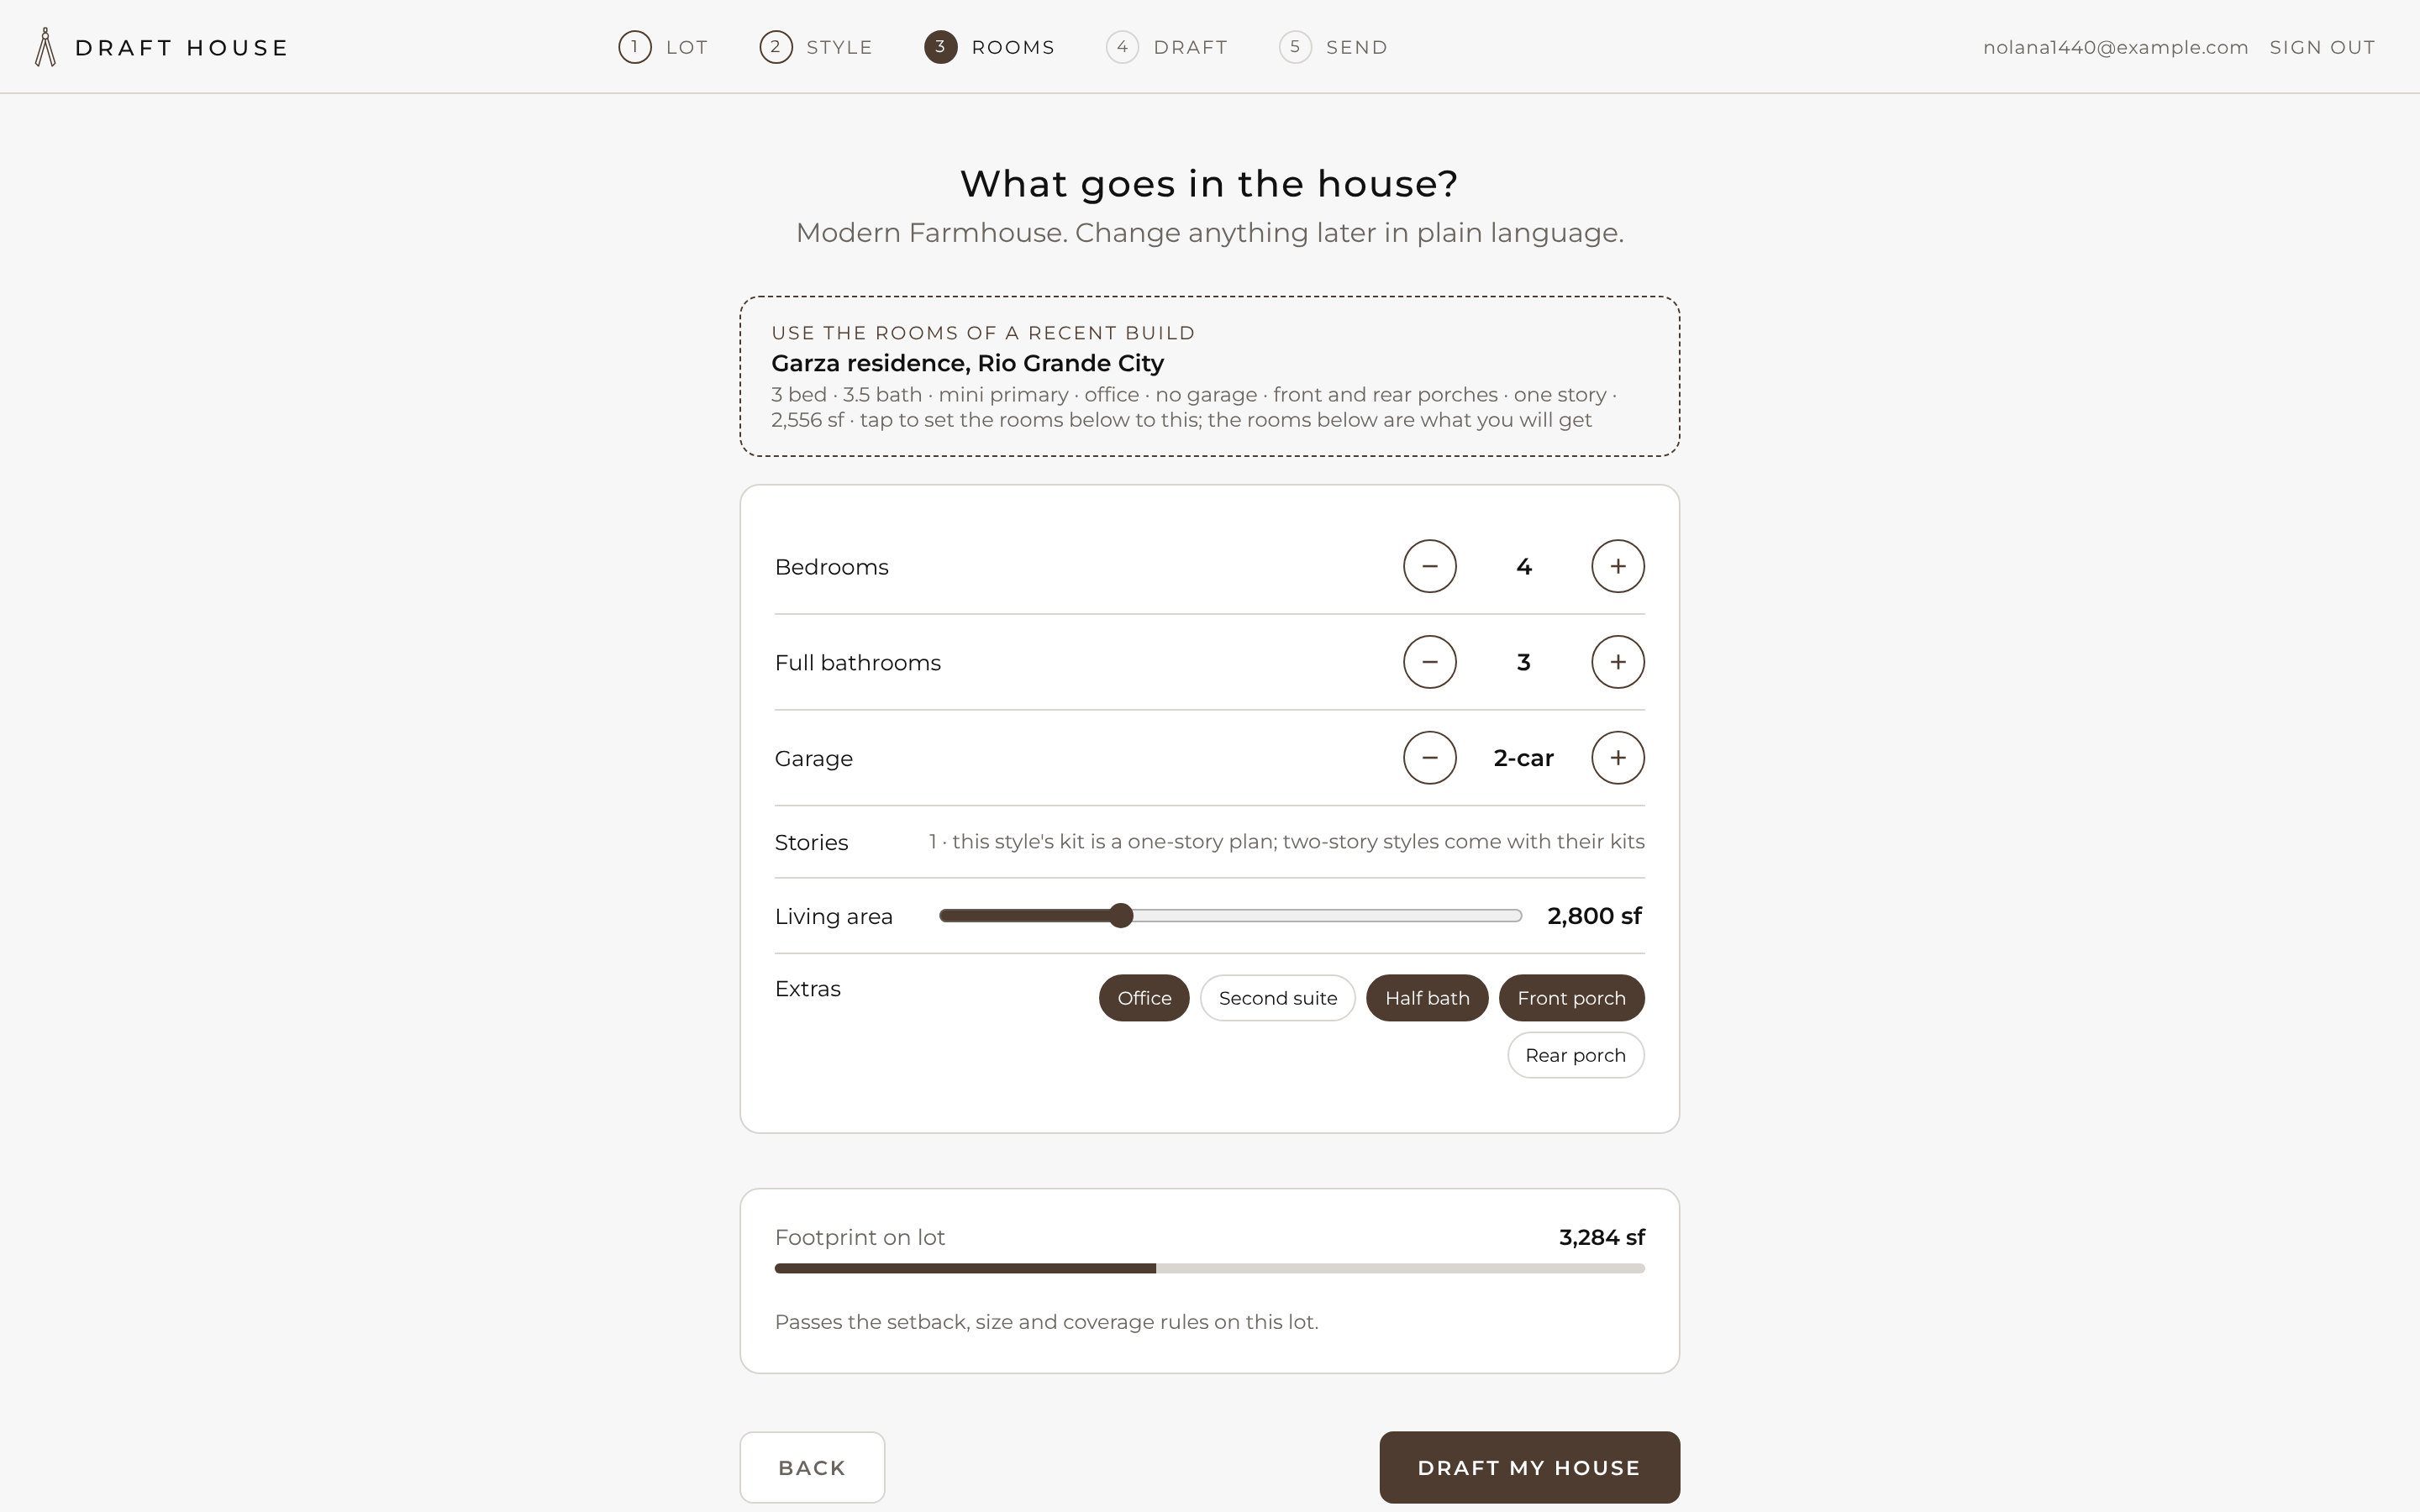 DRAFT HOUSE
1 LOT
2 STYLE
3 ROOMS
4 DRAFT
5 SEND
nolana1440@example.com SIGN OUT
What goes in the house?
Modern Farmhouse. Change anything later in plain language.
USE THE ROOMS OF A RECENT BUILD
Garza residence, Rio Grande City
3 bed · 3.5 bath · mini primary · office · no garage · front and rear porches · one story ·
2,556 sf · tap to set the rooms below to this; the rooms below are what you will get
Bedrooms − 4 +
Full bathrooms − 3 +
Garage − 2-car +
Stories 1 · this style's kit is a one-story plan; two-story styles come with their kits
Living area 2,800 sf
Extras Office Second suite Half bath Front porch
Rear porch
Footprint on lot 3,284 sf
Passes the setback, size and coverage rules on this lot.
BACK DRAFT MY HOUSE